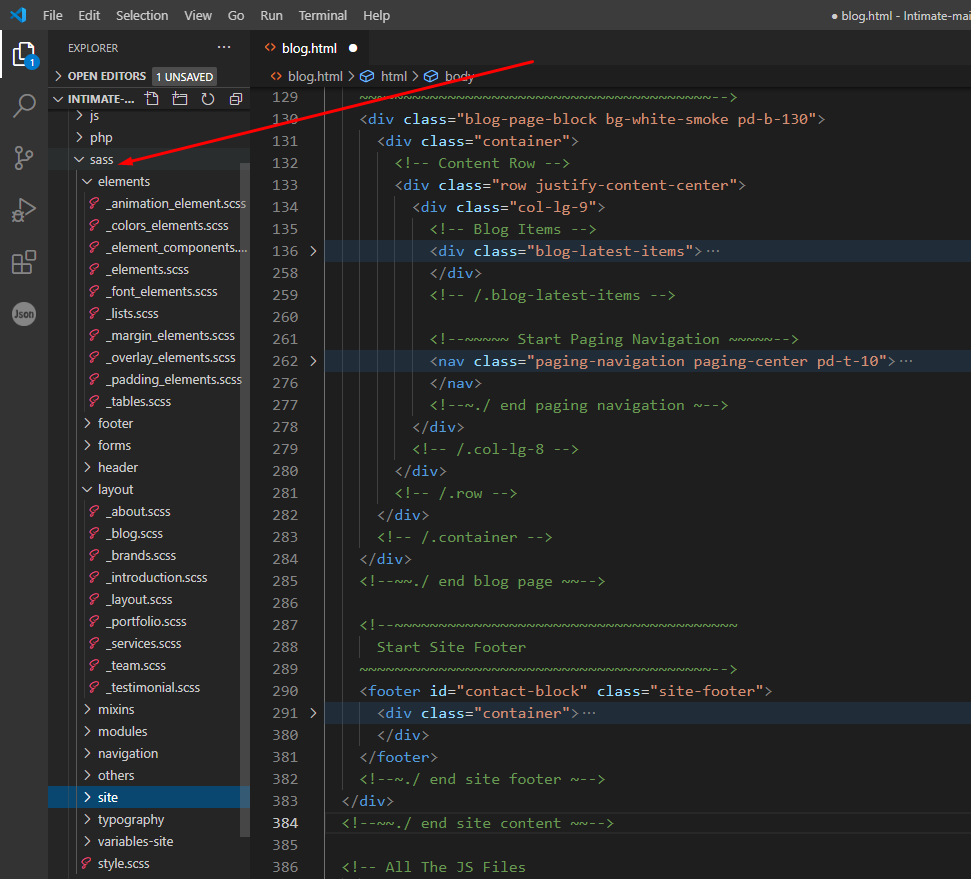 File Edit Selection View Go Run Terminal Help
● blog.html - Intimate-mai
EXPLORER ···
OPEN EDITORS 1 UNSAVED
INTIMATE-...
js
php
sass
elements
_animation_element.scss
_colors_elements.scss
_element_components....
_elements.scss
_font_elements.scss
_lists.scss
_margin_elements.scss
_overlay_elements.scss
_padding_elements.scss
_tables.scss
footer
forms
header
layout
_about.scss
_blog.scss
_brands.scss
_introduction.scss
_layout.scss
_portfolio.scss
_services.scss
_team.scss
_testimonial.scss
mixins
modules
navigation
others
site
typography
variables-site
style.scss
1
Json
<> blog.html ●
<> blog.html > html > body
129 ~~~~~~~~~~~~~~~~~~~~~~~~~~~~~~~~~~~~~~~~-->
130 <div class="blog-page-block bg-white-smoke pd-b-130">
131 <div class="container">
132 <!-- Content Row -->
133 <div class="row justify-content-center">
134 <div class="col-lg-9">
135 <!-- Blog Items -->
136 <div class="blog-latest-items">···
258 </div>
259 <!-- /.blog-latest-items -->
260
261 <!--~~~~~ Start Paging Navigation ~~~~~-->
262 <nav class="paging-navigation paging-center pd-t-10">···
276 </nav>
277 <!--~./ end paging navigation ~-->
278 </div>
279 <!-- /.col-lg-8 -->
280 </div>
281 <!-- /.row -->
282 </div>
283 <!-- /.container -->
284 </div>
285 <!--~~./ end blog page ~~-->
286
287 <!--~~~~~~~~~~~~~~~~~~~~~~~~~~~~~~~~~~~~~~~
288 Start Site Footer
289 ~~~~~~~~~~~~~~~~~~~~~~~~~~~~~~~~~~~~~~~~-->
290 <footer id="contact-block" class="site-footer">
291 <div class="container">···
380 </div>
381 </footer>
382 <!--~./ end site footer ~-->
383 </div>
384 <!--~~./ end site content ~~-->
385
386 <!-- All The JS Files